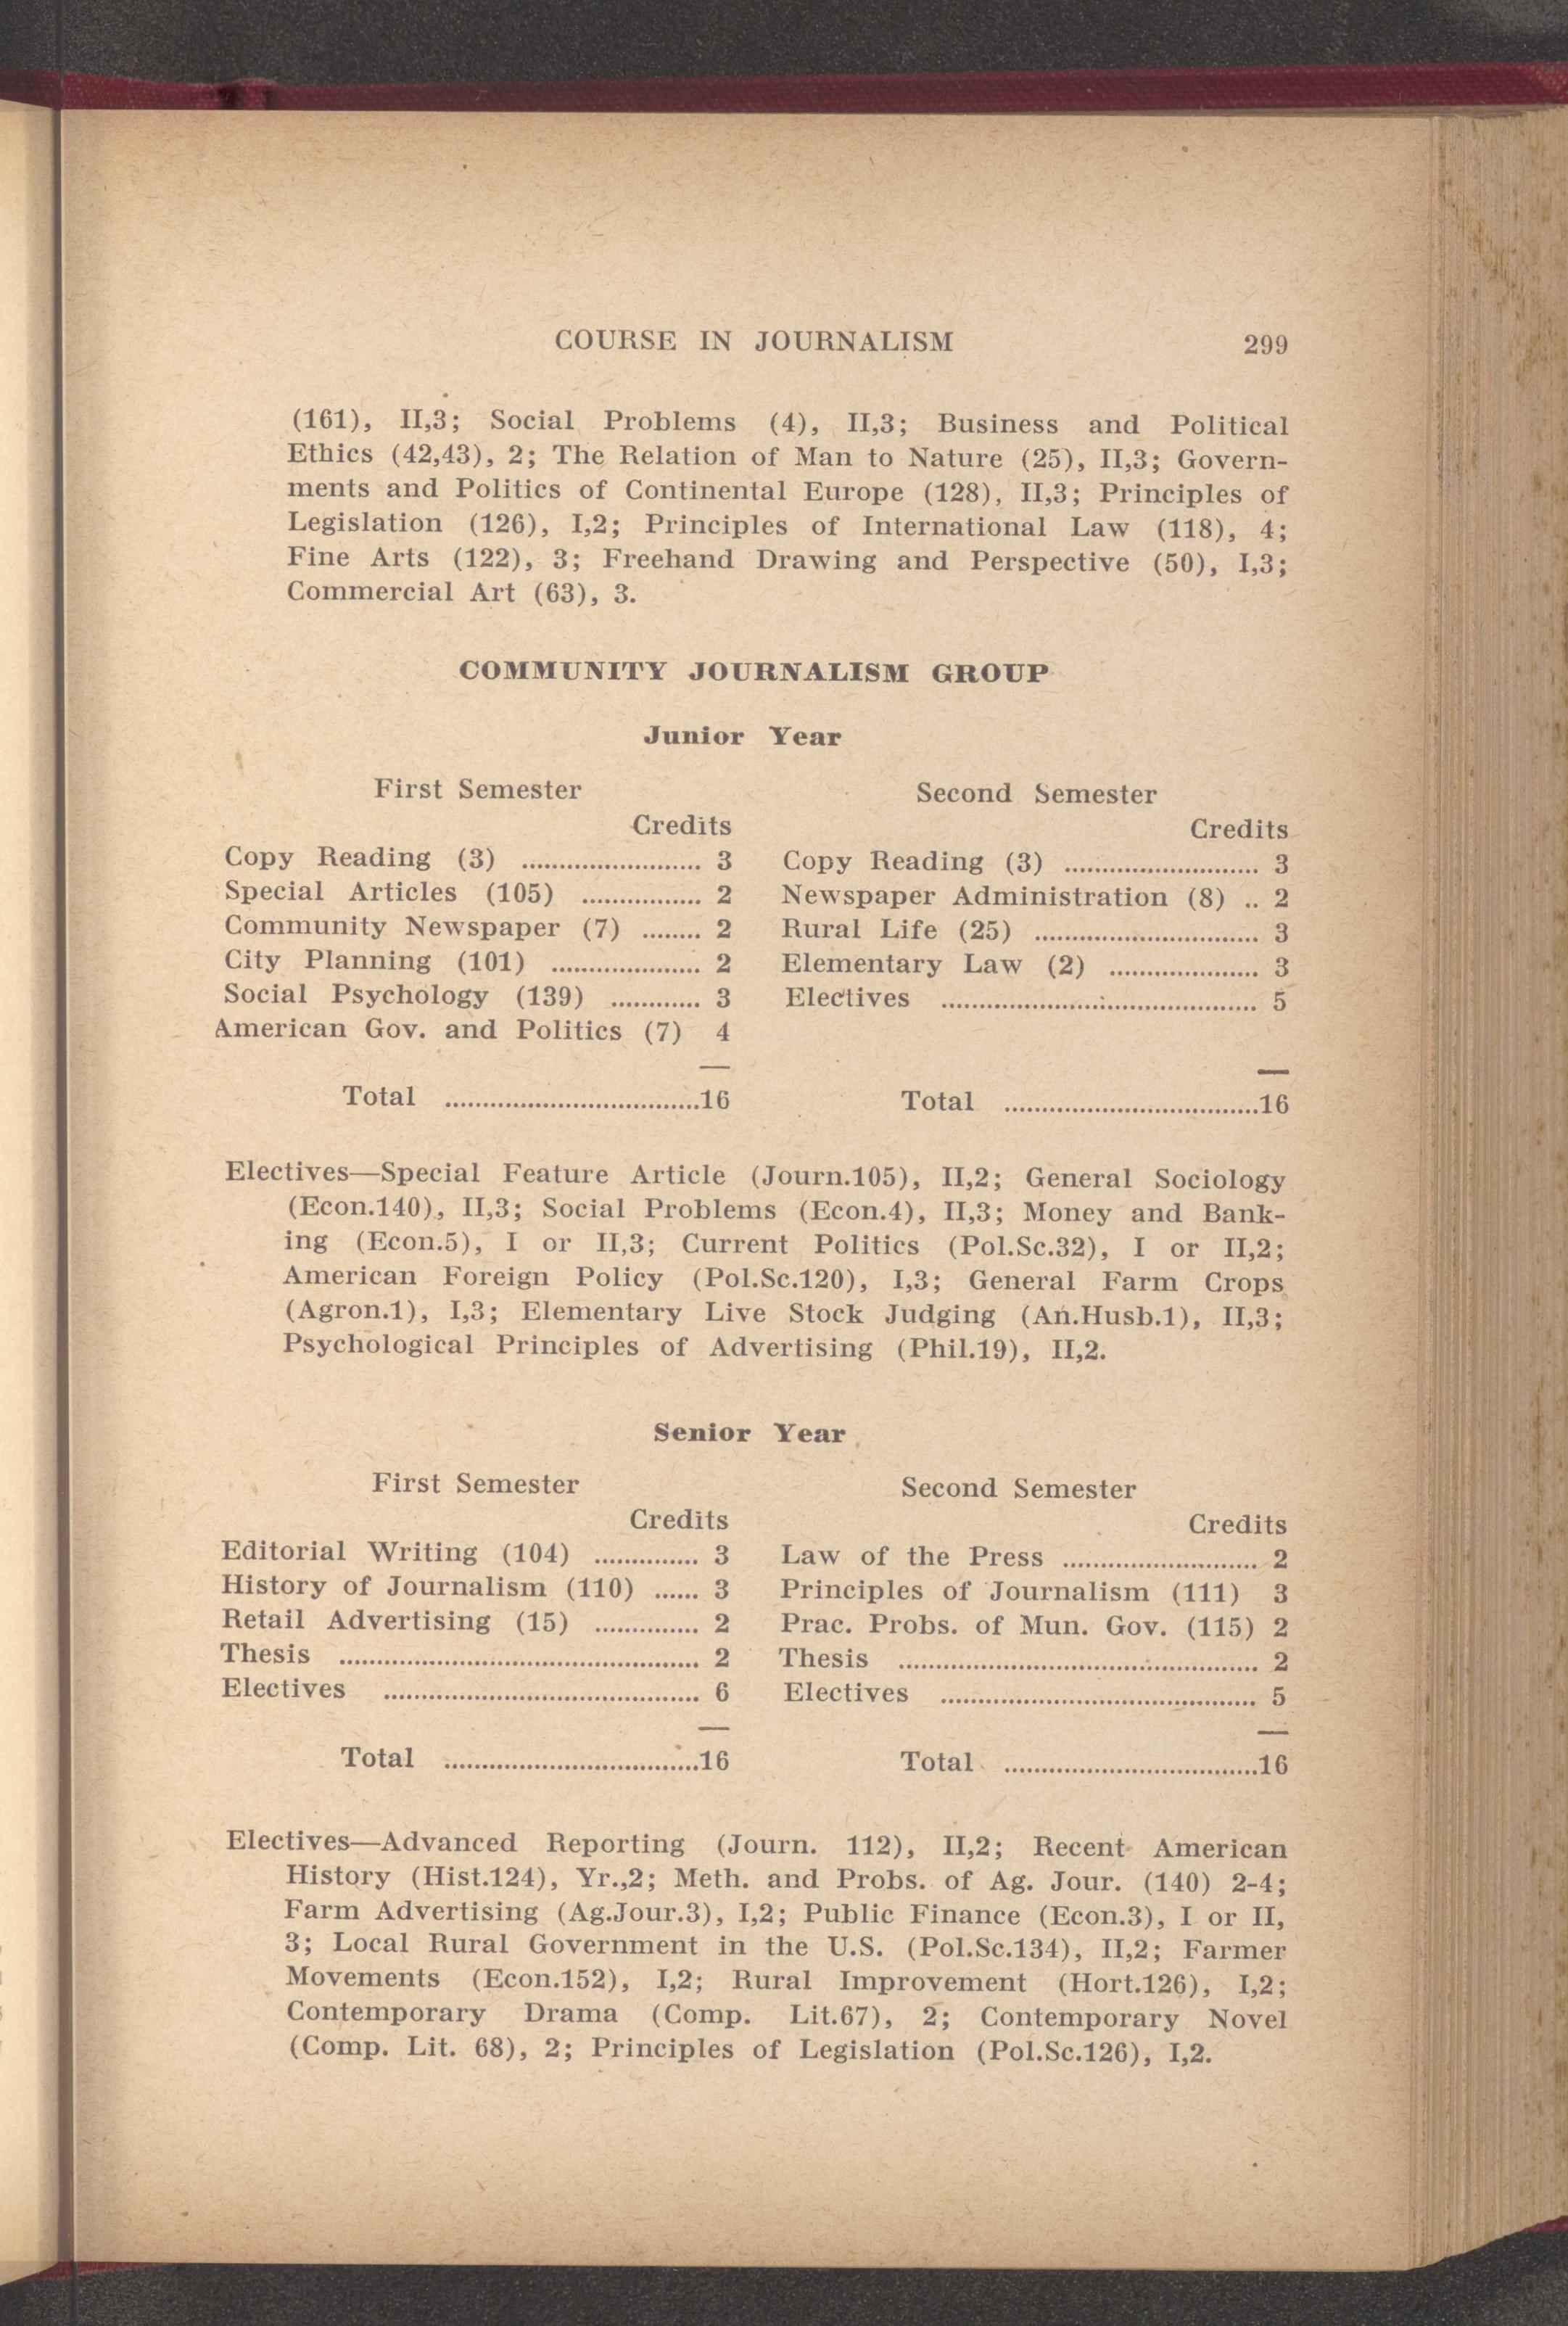 COURSE IN JOURNALISM 299
(161), II,3; Social Problems (4), II,3; Business and Political
Ethics (42,43), 2; The Relation of Man to Nature (25), II,3; Govern-
ments and Politics of Continental Europe (128), II,3; Principles of
Legislation (126), I,2; Principles of International Law (118), 4;
Fine Arts (122), 3; Freehand Drawing and Perspective (50), I,3;
Commercial Art (63), 3.
COMMUNITY JOURNALISM GROUP
Junior Year
First Semester
Credits
Copy Reading (3) ........................ 3
Special Articles (105) ................ 2
Community Newspaper (7) ........ 2
City Planning (101) .................... 2
Social Psychology (139) ............ 3
American Gov. and Politics (7) 4
Total ..................................16
Second Semester
Credits
Copy Reading (3) .......................... 3
Newspaper Administration (8) .. 2
Rural Life (25) .............................. 3
Elementary Law (2) .................... 3
Electives .......................................... 5
Total ..................................16
Electives—Special Feature Article (Journ.105), II,2; General Sociology
(Econ.140), II,3; Social Problems (Econ.4), II,3; Money and Bank-
ing (Econ.5), I or II,3; Current Politics (Pol.Sc.32), I or II,2;
American Foreign Policy (Pol.Sc.120), I,3; General Farm Crops
(Agron.1), I,3; Elementary Live Stock Judging (An.Husb.1), II,3;
Psychological Principles of Advertising (Phil.19), II,2.
Senior Year
First Semester
Credits
Editorial Writing (104) .............. 3
History of Journalism (110) ...... 3
Retail Advertising (15) .............. 2
Thesis ................................................ 2
Electives .......................................... 6
Total ..................................16
Second Semester
Credits
Law of the Press .......................... 2
Principles of Journalism (111) 3
Prac. Probs. of Mun. Gov. (115) 2
Thesis ................................................ 2
Electives .......................................... 5
Total ..................................16
Electives—Advanced Reporting (Journ. 112), II,2; Recent American
History (Hist.124), Yr.,2; Meth. and Probs. of Ag. Jour. (140) 2-4;
Farm Advertising (Ag.Jour.3), I,2; Public Finance (Econ.3), I or II,
3; Local Rural Government in the U.S. (Pol.Sc.134), II,2; Farmer
Movements (Econ.152), I,2; Rural Improvement (Hort.126), I,2;
Contemporary Drama (Comp. Lit.67), 2; Contemporary Novel
(Comp. Lit. 68), 2; Principles of Legislation (Pol.Sc.126), I,2.